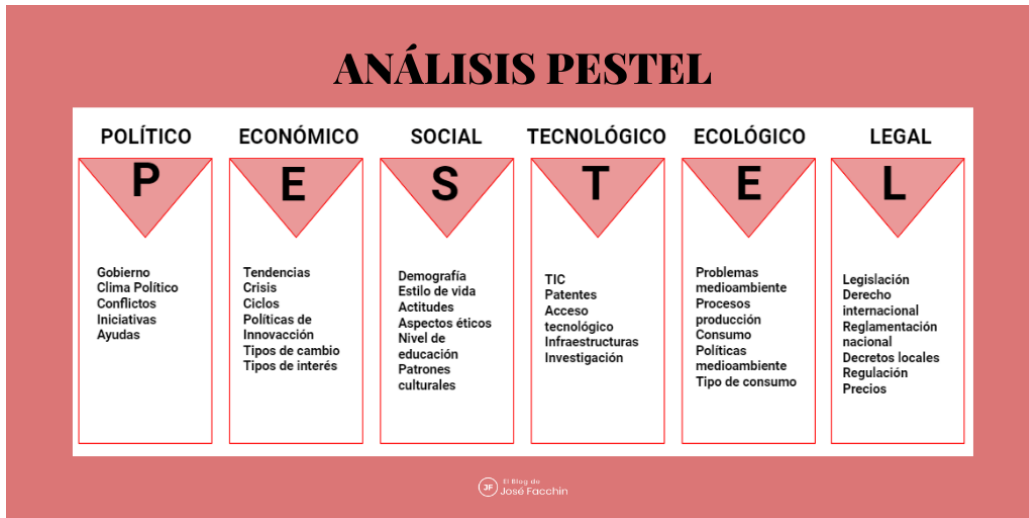 ANÁLISIS PESTEL
POLÍTICO
P
Gobierno
Clima Político
Conflictos
Iniciativas
Ayudas
ECONÓMICO
E
Tendencias
Crisis
Ciclos
Políticas de
Innovacción
Tipos de cambio
Tipos de interés
SOCIAL
S
Demografía
Estilo de vida
Actitudes
Aspectos éticos
Nivel de
educación
Patrones
culturales
TECNOLÓGICO
T
TIC
Patentes
Acceso
tecnológico
Infraestructuras
Investigación
ECOLÓGICO
E
Problemas
medioambiente
Procesos
producción
Consumo
Políticas
medioambiente
Tipo de consumo
LEGAL
L
Legislación
Derecho
internacional
Reglamentación
nacional
Decretos locales
Regulación
Precios
JF
El Blog de
José Facchin